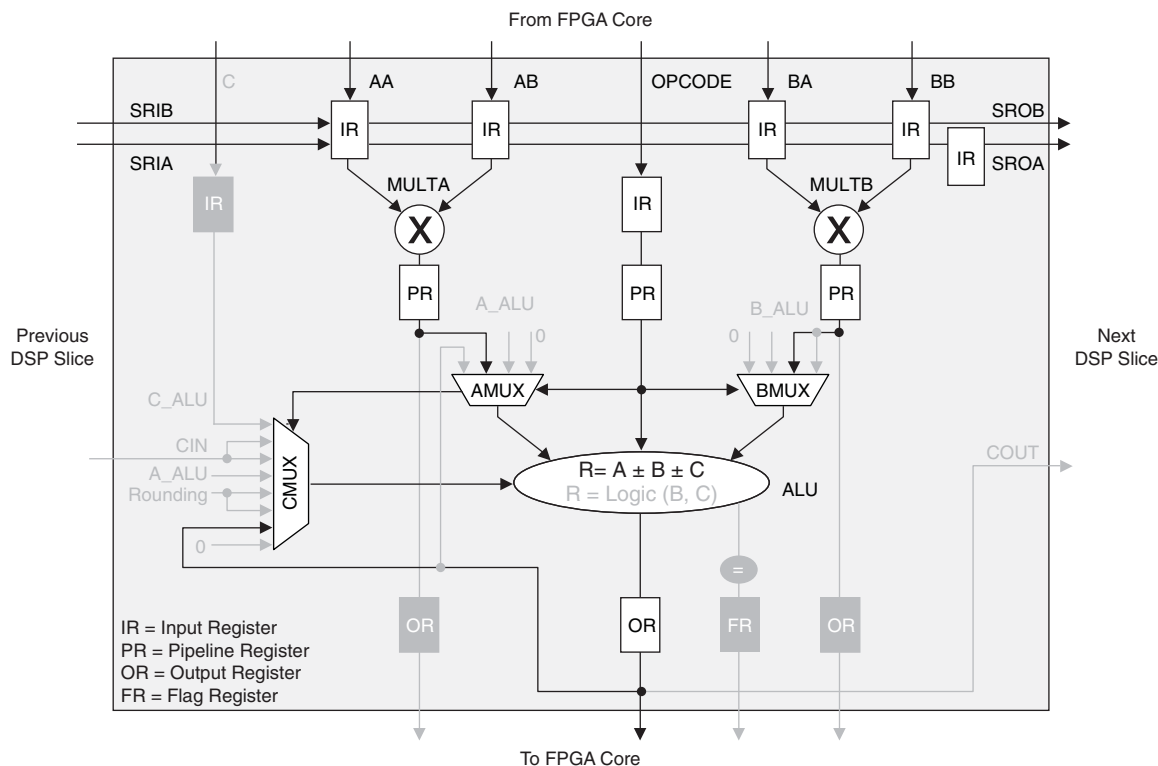 From FPGA Core
C
AA
AB
OPCODE
BA
BB
SRIB
SROB
IR
IR
IR
IR
SRIA
IR
SROA
MULTA
MULTB
IR
IR
X
X
PR
PR
PR
A_ALU
B_ALU
0
0
Previous
DSP Slice
Next
DSP Slice
AMUX
BMUX
C_ALU
CIN
A_ALU
Rounding
0
CMUX
R= A ± B ± C
R = Logic (B, C)
ALU
COUT
=
OR
OR
FR
OR
IR = Input Register
PR = Pipeline Register
OR = Output Register
FR = Flag Register
To FPGA Core